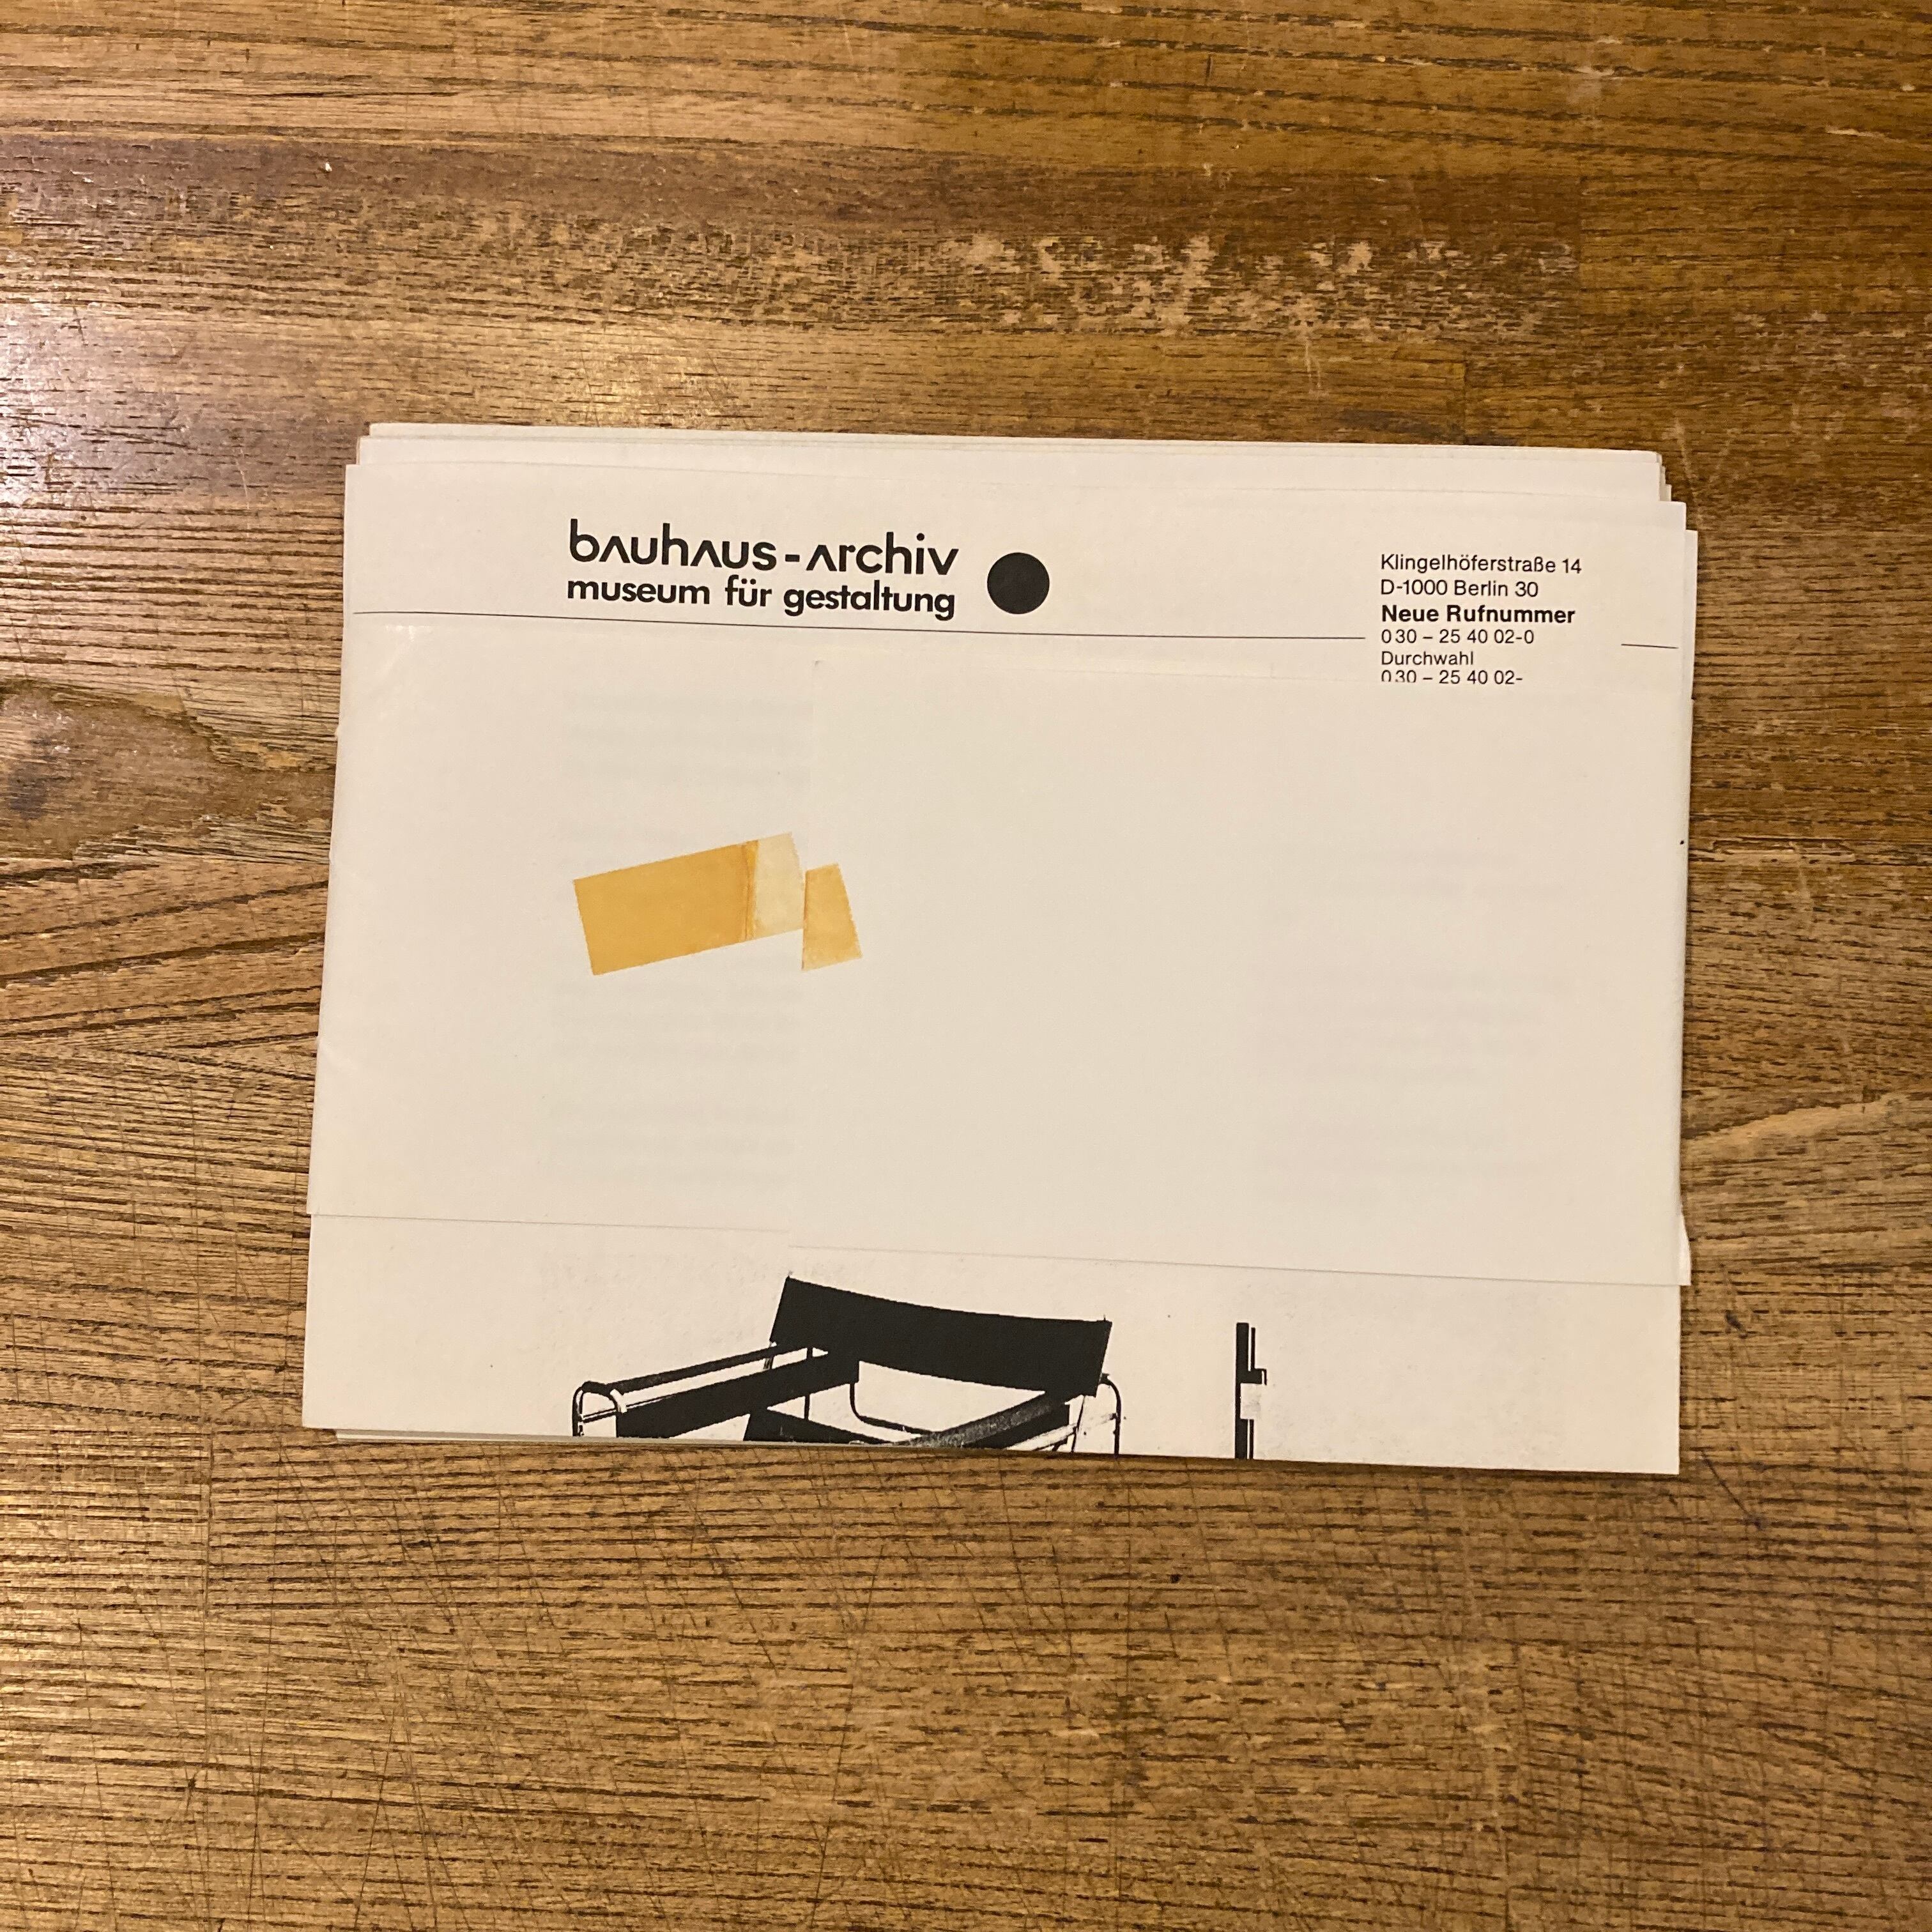 bauhaus-archiv
museum für gestaltung
Klingelhöferstraße 14
D-1000 Berlin 30
Neue Rufnummer
030 – 25 40 02-0
Durchwahl
030 – 25 40 02-